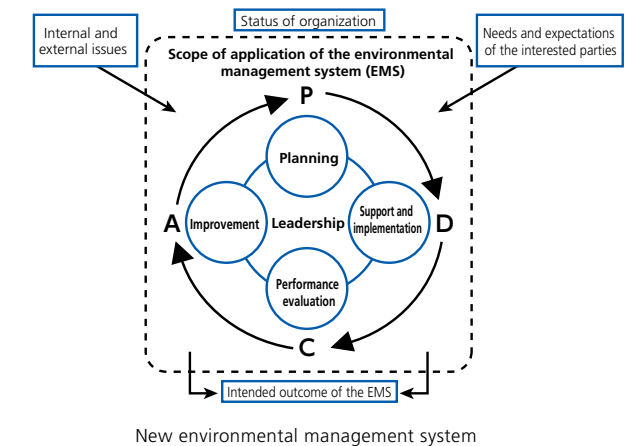 Status of organization
Internal and
external issues
Needs and expectations
of the interested parties
Scope of application of the environmental
management system (EMS)
P
Planning
A
Improvement
Leadership
Support and
implementation
D
Performance
evaluation
C
Intended outcome of the EMS
New environmental management system